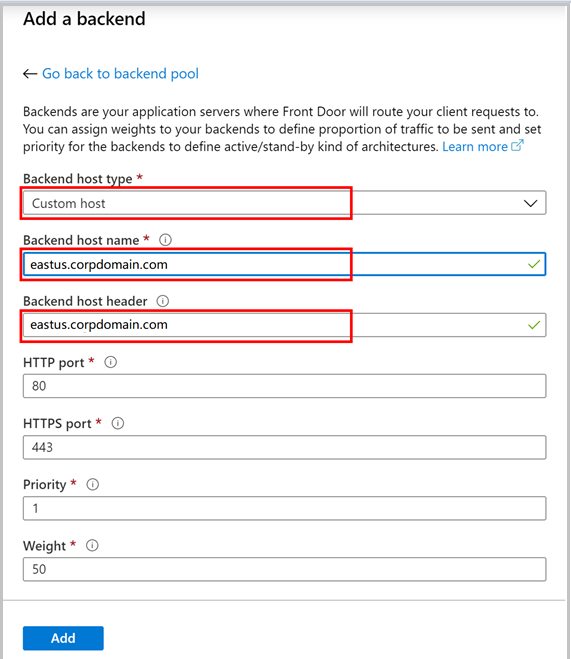 Add a backend
← Go back to backend pool
Backends are your application servers where Front Door will route your client requests to.
You can assign weights to your backends to define proportion of traffic to be sent and set
priority for the backends to define active/stand-by kind of architectures. Learn more
Backend host type *
Custom host
Backend host name *
eastus.corpdomain.com
Backend host header
eastus.corpdomain.com
HTTP port *
80
HTTPS port *
443
Priority *
1
Weight *
50
Add